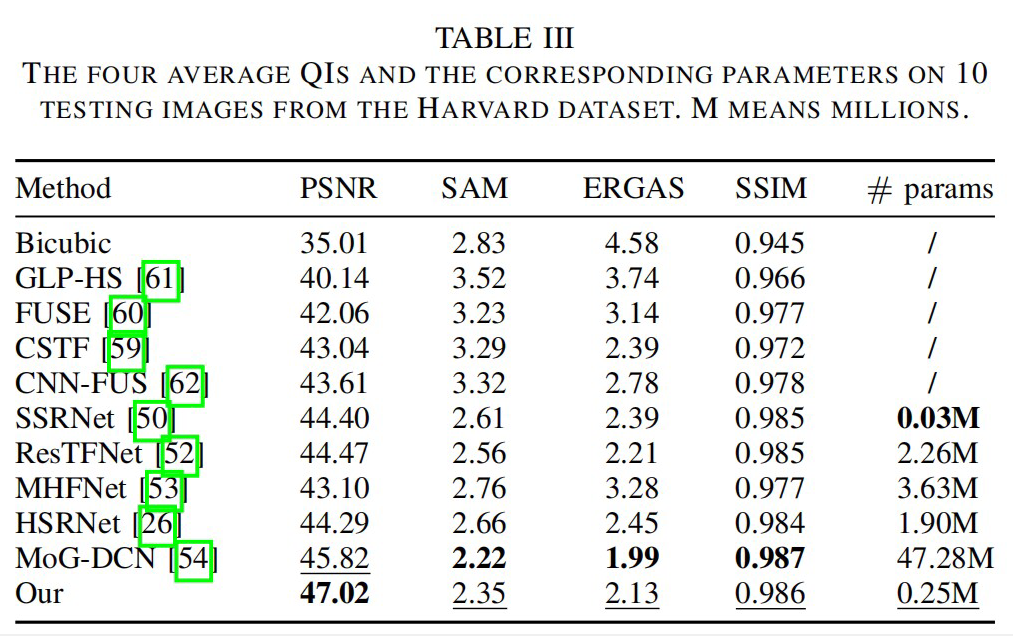 TABLE III
THE FOUR AVERAGE QIS AND THE CORRESPONDING PARAMETERS ON 10
TESTING IMAGES FROM THE HARVARD DATASET. M MEANS MILLIONS.
Method PSNR SAM ERGAS SSIM # params
Bicubic 35.01 2.83 4.58 0.945 /
GLP-HS [61] 40.14 3.52 3.74 0.966 /
FUSE [60] 42.06 3.23 3.14 0.977 /
CSTF [59] 43.04 3.29 2.39 0.972 /
CNN-FUS [62] 43.61 3.32 2.78 0.978 /
SSRNet [50] 44.40 2.61 2.39 0.985 0.03M
ResTFNet [52] 44.47 2.56 2.21 0.985 2.26M
MHFNet [53] 43.10 2.76 3.28 0.977 3.63M
HSRNet [26] 44.29 2.66 2.45 0.984 1.90M
MoG-DCN [54] 45.82 2.22 1.99 0.987 47.28M
Our 47.02 2.35 2.13 0.986 0.25M